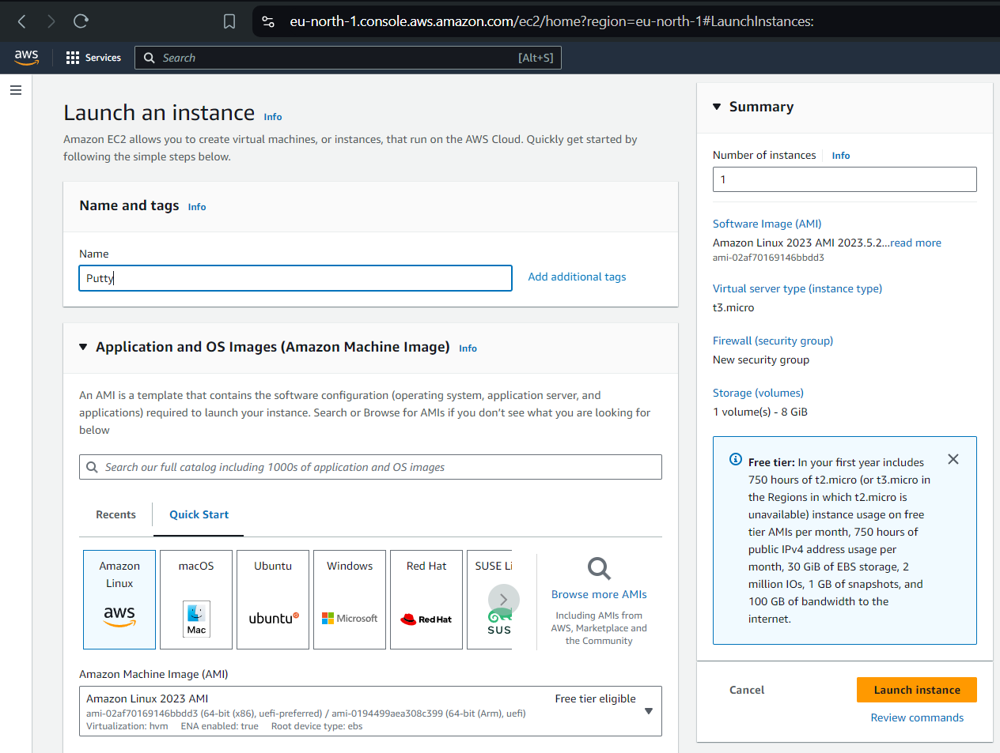 eu-north-1.console.aws.amazon.com/ec2/home?region=eu-north-1#LaunchInstances:
aws
Services
Search
[Alt+S]
Launch an instance Info
Amazon EC2 allows you to create virtual machines, or instances, that run on the AWS Cloud. Quickly get started by
following the simple steps below.
Name and tags Info
Name
Putty
Add additional tags
Application and OS Images (Amazon Machine Image) Info
An AMI is a template that contains the software configuration (operating system, application server, and
applications) required to launch your instance. Search or Browse for AMIs if you don’t see what you are looking for
below
Search our full catalog including 1000s of application and OS images
Recents
Quick Start
Amazon
Linux
aws
macOS
Mac
Ubuntu
ubuntu
Windows
Microsoft
Red Hat
Red Hat
SUSE Li
SUS
Browse more AMIs
Including AMIs from
AWS, Marketplace and
the Community
Amazon Machine Image (AMI)
Amazon Linux 2023 AMI
Free tier eligible
ami-02af70169146bbdd3 (64-bit (x86), uefi-preferred) / ami-0194499aea308c399 (64-bit (Arm), uefi)
Virtualization: hvm ENA enabled: true Root device type: ebs
Summary
Number of instances Info
1
Software Image (AMI)
Amazon Linux 2023 AMI 2023.5.2...read more
ami-02af70169146bbdd3
Virtual server type (instance type)
t3.micro
Firewall (security group)
New security group
Storage (volumes)
1 volume(s) - 8 GiB
Free tier: In your first year includes
750 hours of t2.micro (or t3.micro in
the Regions in which t2.micro is
unavailable) instance usage on free
tier AMIs per month, 750 hours of
public IPv4 address usage per
month, 30 GiB of EBS storage, 2
million IOs, 1 GB of snapshots, and
100 GB of bandwidth to the
internet.
Cancel
Launch instance
Review commands